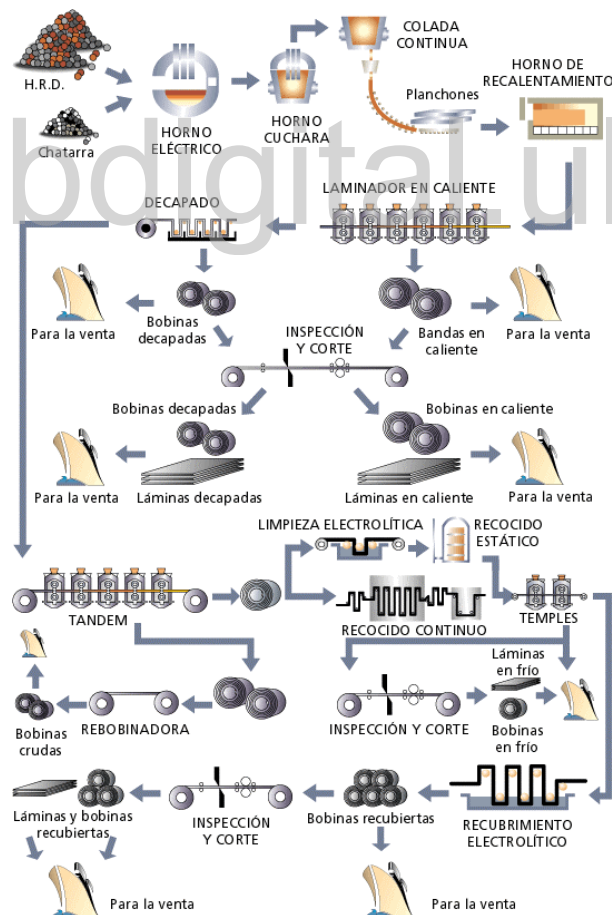 COLADA
CONTINUA
H.R.D.
Planchones
HORNO DE
RECALENTAMIENTO
HORNO
ELÉCTRICO
HORNO
CUCHARA
Chatarra
bdigital.ul
DECAPADO
LAMINADOR EN CALIENTE
Para la venta
Bobinas
decapadas
INSPECCIÓN
Y CORTE
Bandas en
caliente
Para la venta
Bobinas decapadas
Bobinas en caliente
Para la venta
Láminas decapadas
Láminas en caliente
Para la venta
LIMPIEZA ELECTROLÍTICA
RECOCIDO
ESTÁTICO
TANDEM
RECOCIDO CONTINUO
TEMPLES
Láminas
en frío
Bobinas
crudas
REBOBINADORA
INSPECCIÓN Y CORTE
Bobinas
en frío
Láminas y bobinas
recubiertas
INSPECCIÓN
Y CORTE
Bobinas recubiertas
RECUBRIMIENTO
ELECTROLÍTICO
Para la venta
Para la venta